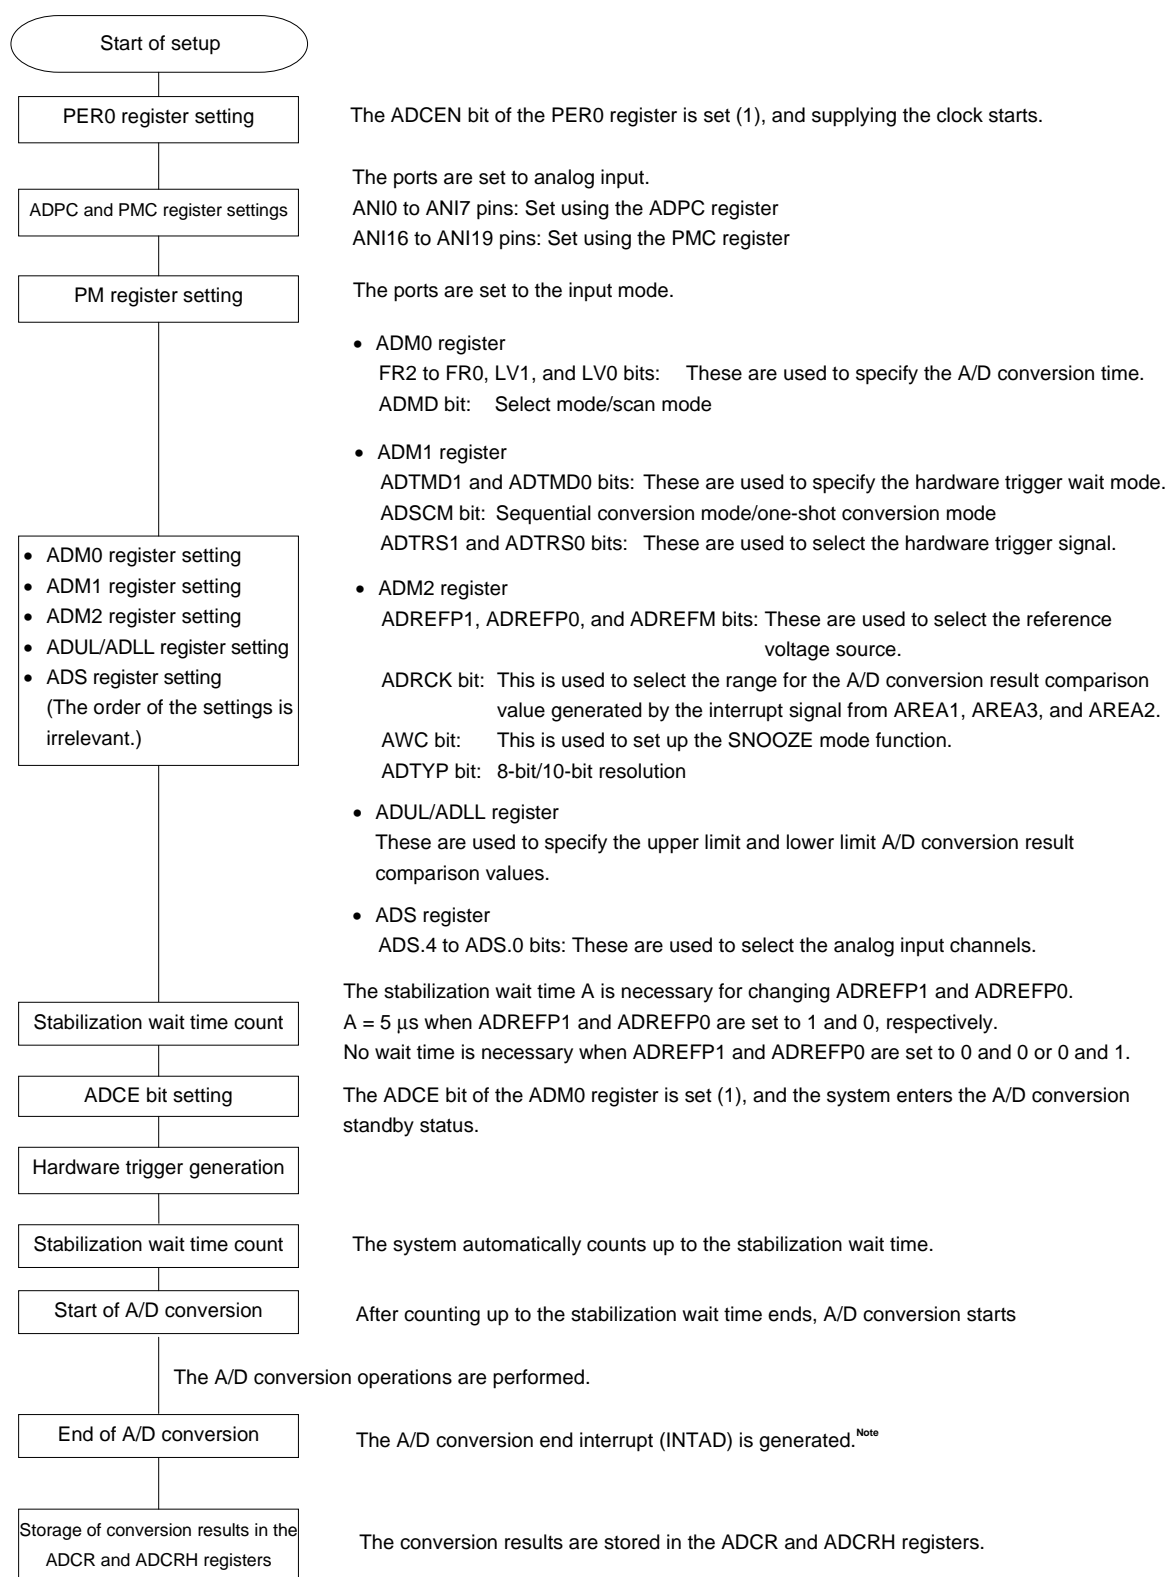 Start of setup
PER0 register setting
The ADCEN bit of the PER0 register is set (1), and supplying the clock starts.
ADPC and PMC register settings
The ports are set to analog input.
ANI0 to ANI7 pins: Set using the ADPC register
ANI16 to ANI19 pins: Set using the PMC register
PM register setting
The ports are set to the input mode.
• ADM0 register setting
• ADM1 register setting
• ADM2 register setting
• ADUL/ADLL register setting
• ADS register setting
(The order of the settings is
irrelevant.)
• ADM0 register
FR2 to FR0, LV1, and LV0 bits: These are used to specify the A/D conversion time.
ADMD bit: Select mode/scan mode
• ADM1 register
ADTMD1 and ADTMD0 bits: These are used to specify the hardware trigger wait mode.
ADSCM bit: Sequential conversion mode/one-shot conversion mode
ADTRS1 and ADTRS0 bits: These are used to select the hardware trigger signal.
• ADM2 register
ADREFP1, ADREFP0, and ADREFM bits: These are used to select the reference
voltage source.
ADRCK bit: This is used to select the range for the A/D conversion result comparison
value generated by the interrupt signal from AREA1, AREA3, and AREA2.
AWC bit: This is used to set up the SNOOZE mode function.
ADTYP bit: 8-bit/10-bit resolution
• ADUL/ADLL register
These are used to specify the upper limit and lower limit A/D conversion result
comparison values.
• ADS register
ADS.4 to ADS.0 bits: These are used to select the analog input channels.
Stabilization wait time count
The stabilization wait time A is necessary for changing ADREFP1 and ADREFP0.
A = 5 μs when ADREFP1 and ADREFP0 are set to 1 and 0, respectively.
No wait time is necessary when ADREFP1 and ADREFP0 are set to 0 and 0 or 0 and 1.
ADCE bit setting
The ADCE bit of the ADM0 register is set (1), and the system enters the A/D conversion
standby status.
Hardware trigger generation
Stabilization wait time count
The system automatically counts up to the stabilization wait time.
Start of A/D conversion
After counting up to the stabilization wait time ends, A/D conversion starts
The A/D conversion operations are performed.
End of A/D conversion
The A/D conversion end interrupt (INTAD) is generated.Note
Storage of conversion results in the
ADCR and ADCRH registers
The conversion results are stored in the ADCR and ADCRH registers.